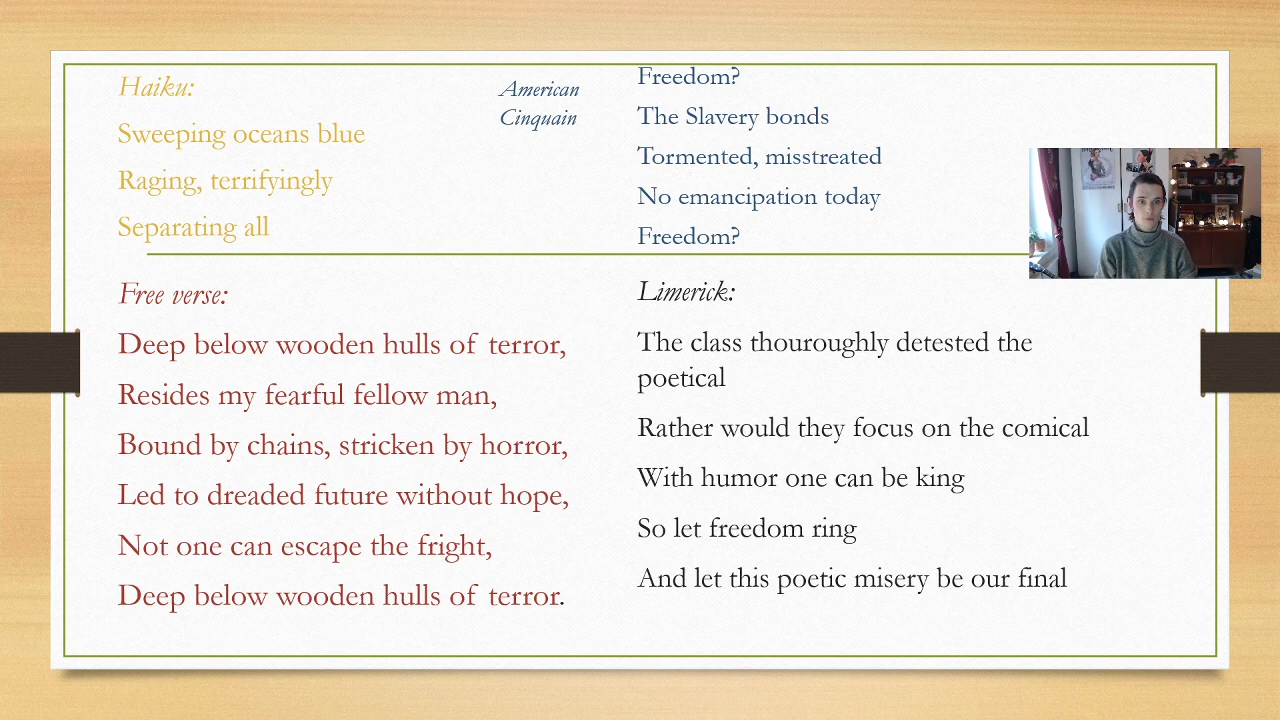 Haiku:
Sweeping oceans blue
Raging, terrifyingly
Separating all
American
Cinquain
Freedom?
The Slavery bonds
Tormented, misstreated
No emancipation today
Freedom?
Free verse:
Deep below wooden hulls of terror,
Resides my fearful fellow man,
Bound by chains, stricken by horror,
Led to dreaded future without hope,
Not one can escape the fright,
Deep below wooden hulls of terror.
Limerick:
The class thouroughly detested the
poetical
Rather would they focus on the comical
With humor one can be king
So let freedom ring
And let this poetic misery be our final